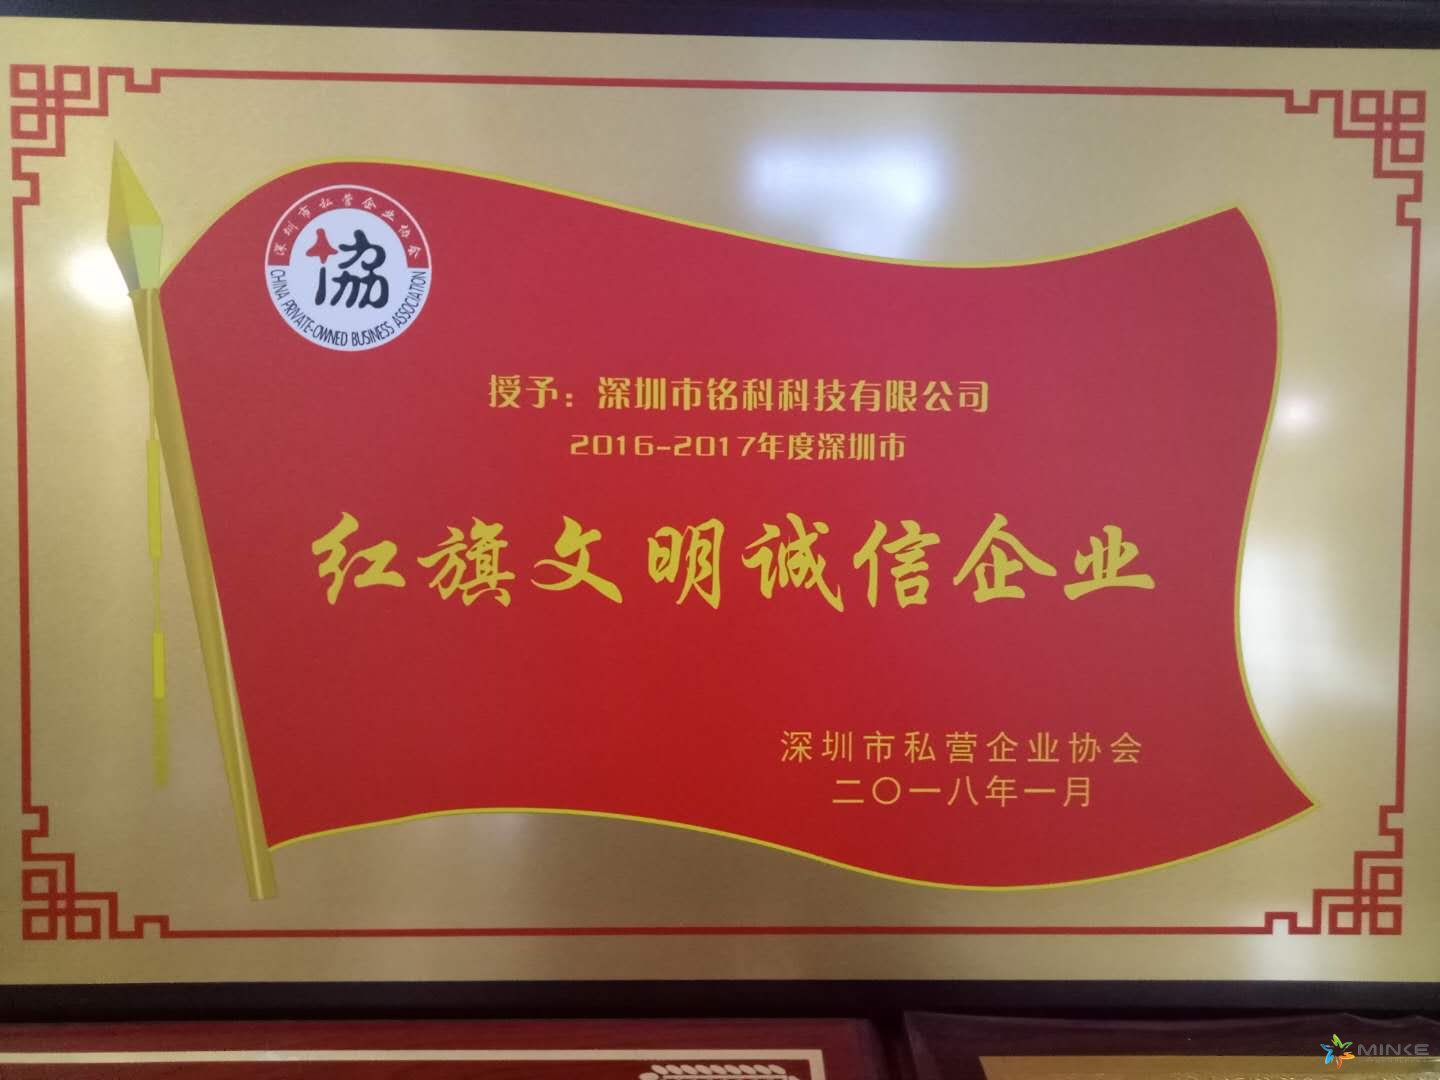 深圳市私营企业协会
協
CHINA PRIVATE-OWNED BUSINESS ASSOCIATION
授予：深圳市铭科科技有限公司
2016-2017年度深圳市
红旗文明诚信企业
深圳市私营企业协会
二〇一八年一月
MINKE